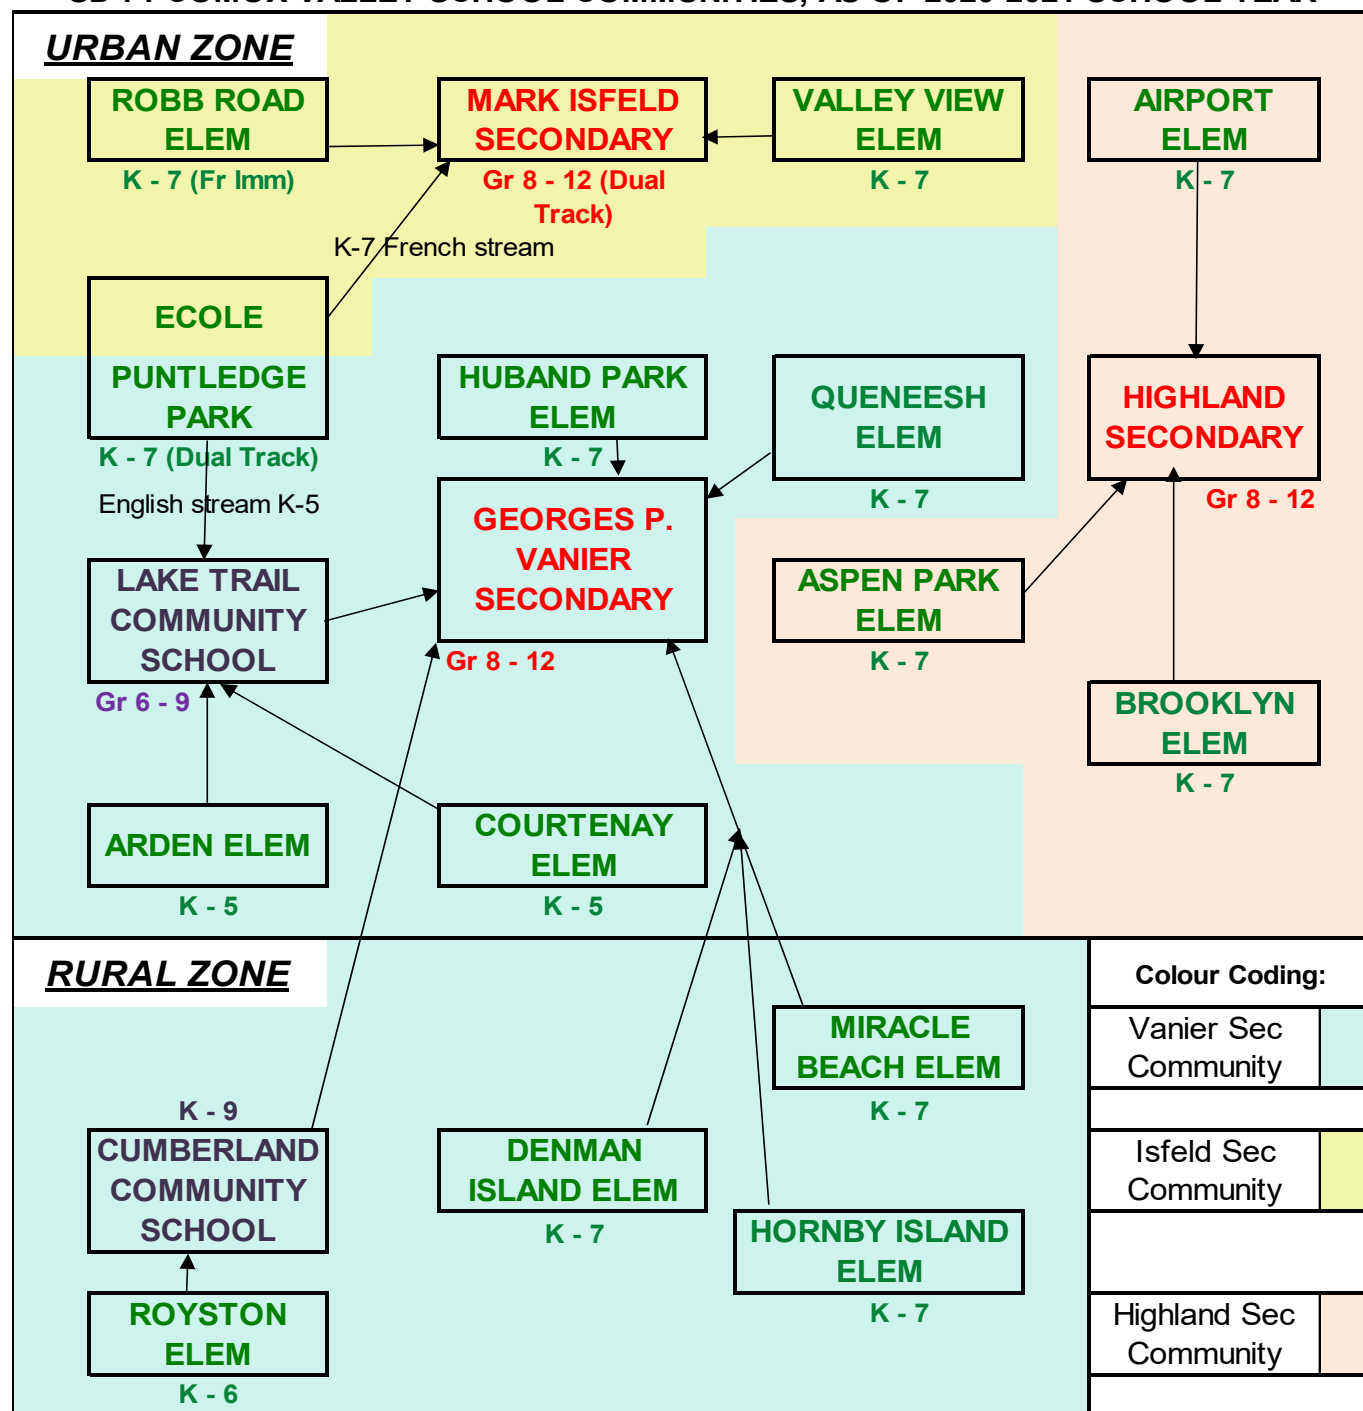 URBAN ZONE
ROBB ROAD
ELEM
K - 7 (Fr Imm)
MARK ISFELD
SECONDARY
Gr 8 - 12 (Dual
Track)
VALLEY VIEW
ELEM
K - 7
AIRPORT
ELEM
K - 7
K-7 French stream
ECOLE
PUNTLEDGE
PARK
K - 7 (Dual Track)
English stream K-5
HUBAND PARK
ELEM
K - 7
QUENEESH
ELEM
K - 7
HIGHLAND
SECONDARY
Gr 8 - 12
GEORGES P.
VANIER
SECONDARY
Gr 8 - 12
LAKE TRAIL
COMMUNITY
SCHOOL
Gr 6 - 9
ASPEN PARK
ELEM
K - 7
BROOKLYN
ELEM
K - 7
ARDEN ELEM
K - 5
COURTENAY
ELEM
K - 5
RURAL ZONE
MIRACLE
BEACH ELEM
K - 7
K - 9
CUMBERLAND
COMMUNITY
SCHOOL
DENMAN
ISLAND ELEM
K - 7
HORNBY ISLAND
ELEM
K - 7
ROYSTON
ELEM
K - 6
Colour Coding:
Vanier Sec
Community
Isfeld Sec
Community
Highland Sec
Community